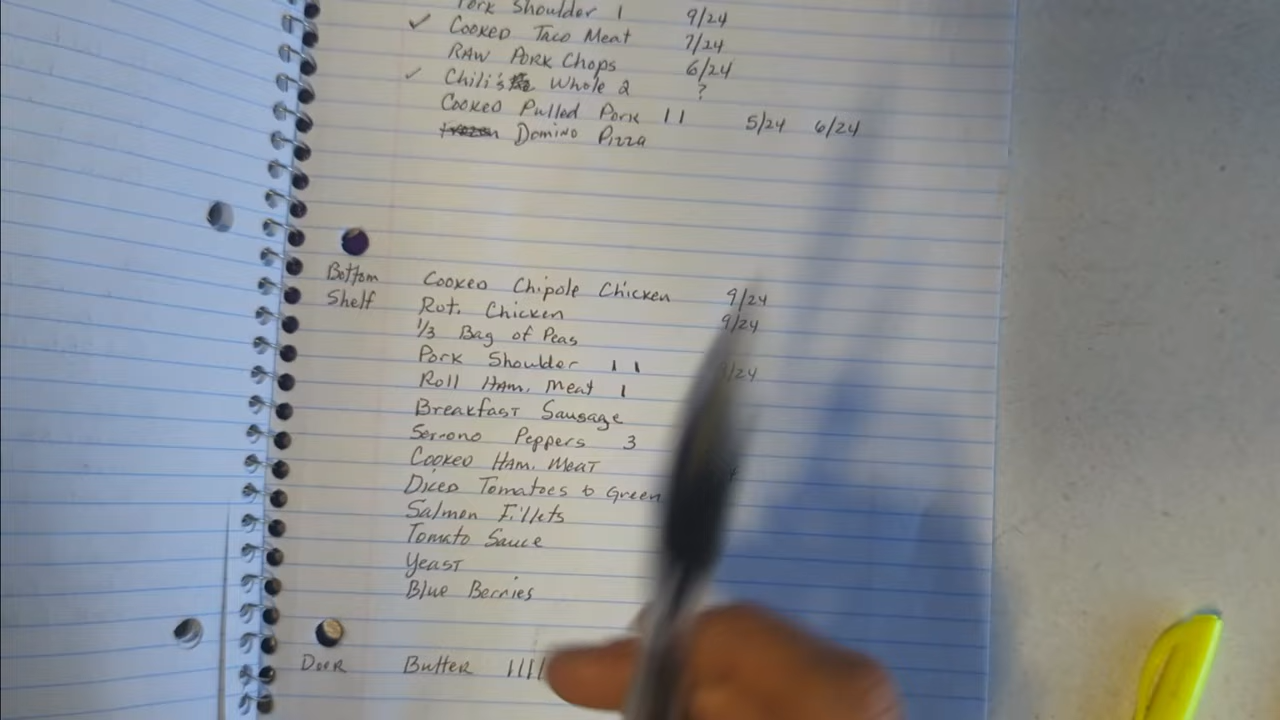 Pork Shoulder 1 9/24
✓ Cooked Taco Meat 7/24
Raw Pork Chops 6/24
✓ Chili's Whole 2 ?
Cooked Pulled Pork 11 5/24 6/24
Domino Pizza
Bottom Shelf
Cooked Chipole Chicken 9/24
Rot. Chicken 9/24
1/3 Bag of Peas
Pork Shoulder 11 /24
Roll Ham. Meat 1
Breakfast Sausage
Serrono Peppers 3
Cooked Ham. Meat
Diced Tomatoes & Green
Salmon Fillets
Tomato Sauce
Yeast
Blue Berries
Door Butter 1111